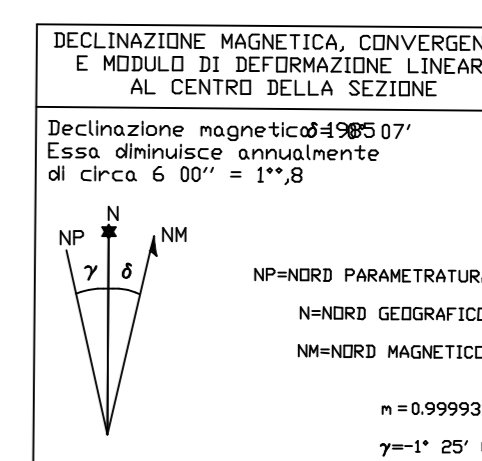 DECLINAZIONE MAGNETICA, CONVERGEN
E MODULO DI DEFORMAZIONE LINEAR
AL CENTRO DELLA SEZIONE
Declinazione magnetica 07′
Essa diminuisce annualmente
di circa 6 00″ = 1°°,8
N
NP NM
γ δ
NP=NORD PARAMETRATUR
N=NORD GEOGRAFICO
NM=NORD MAGNETICO
m = 0.99993
γ=-1° 25′